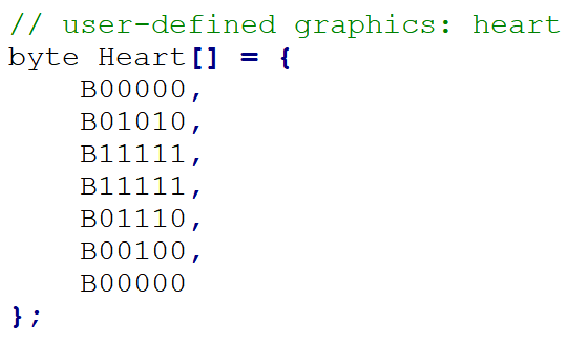 // user-defined graphics: heart
byte Heart[] = {
    B00000,
    B01010,
    B11111,
    B11111,
    B01110,
    B00100,
    B00000
};